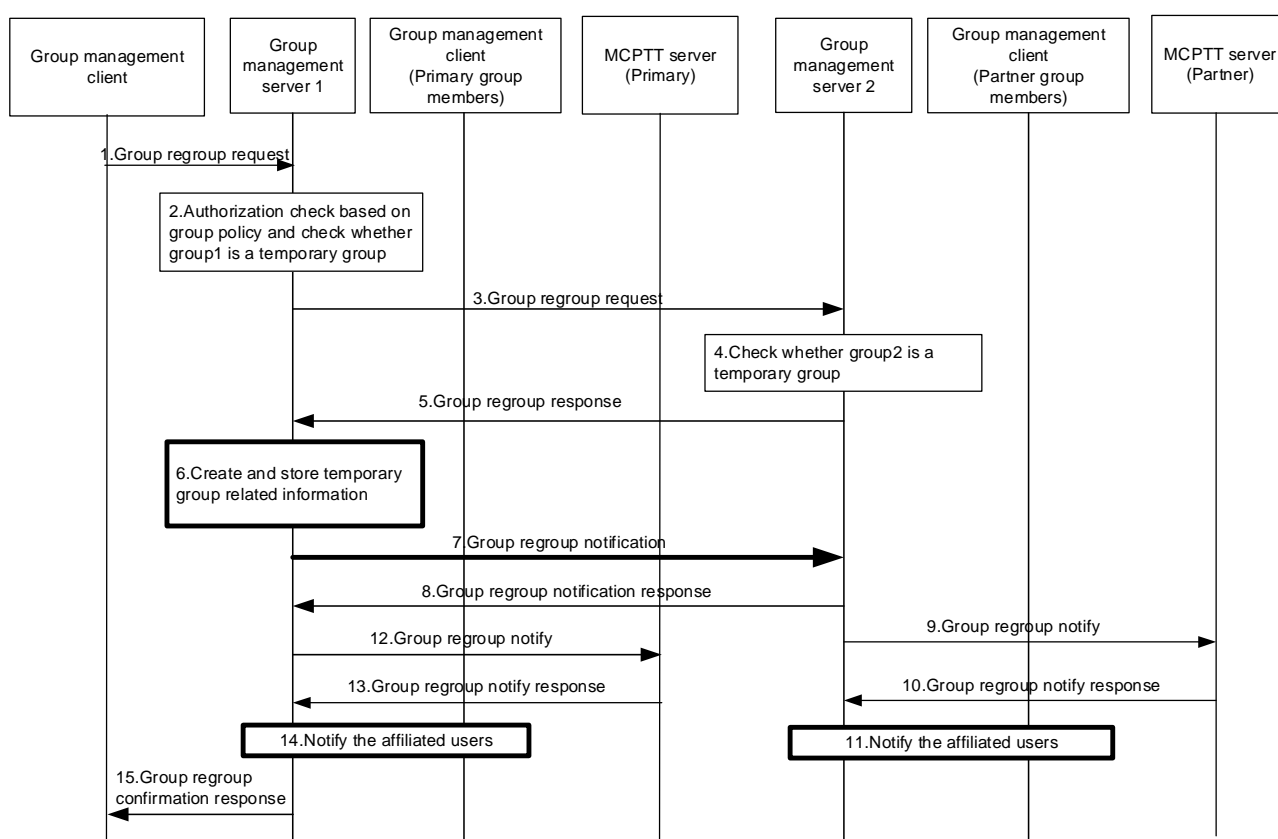 Group management
client
Group
management
server 1
Group management
client
(Primary group
members)
MCPTT server
(Primary)
Group
management
server 2
Group management
client
(Partner group
members)
MCPTT server
(Partner)
1.Group regroup request
2.Authorization check based on
group policy and check whether
group1 is a temporary group
3.Group regroup request
4.Check whether group2 is a
temporary group
5.Group regroup response
6.Create and store temporary
group related information
7.Group regroup notification
8.Group regroup notification response
12.Group regroup notify
9.Group regroup notify
13.Group regroup notify response
10.Group regroup notify response
14.Notify the affiliated users
11.Notify the affiliated users
15.Group regroup
confirmation response